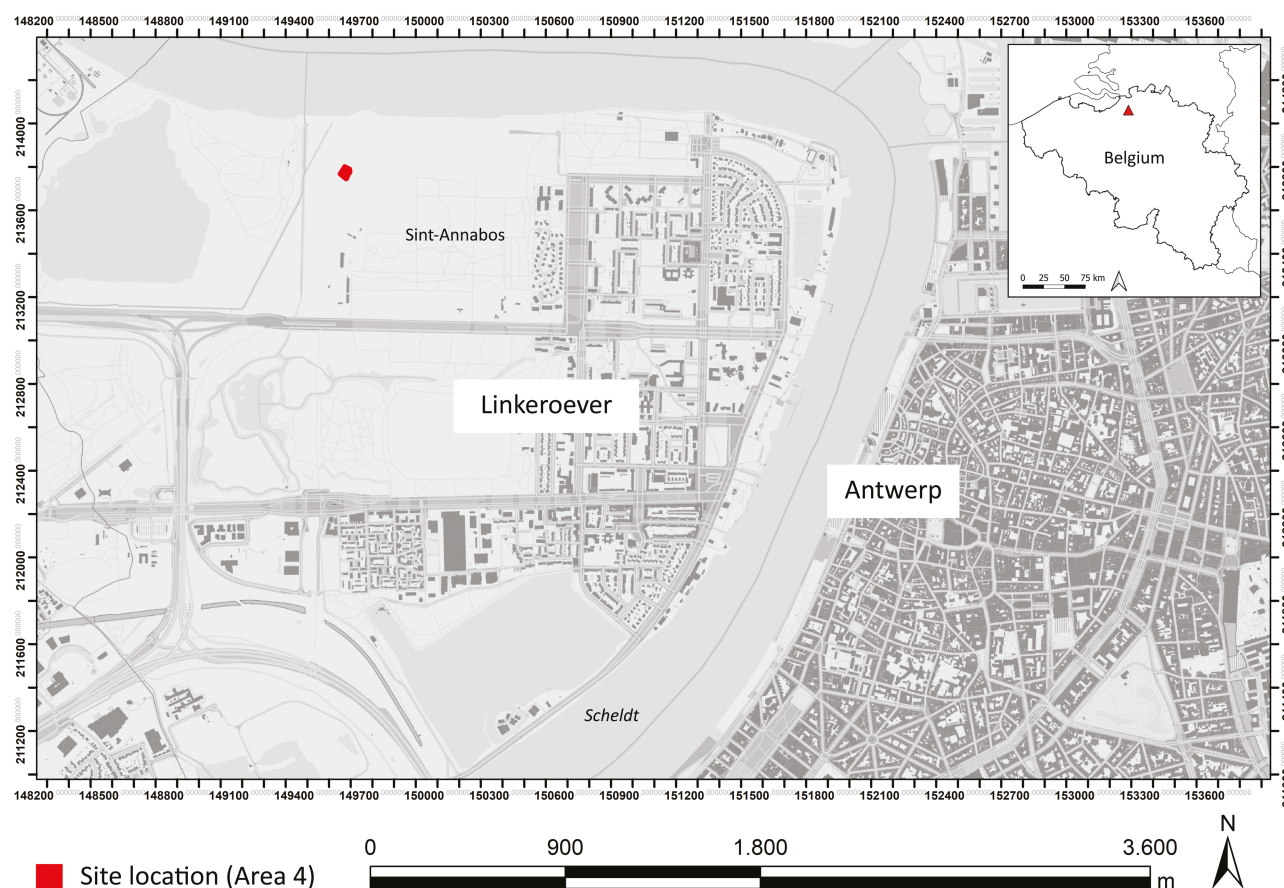 148200 148500 148800 149100 149400 149700 150000 150300 150600 150900 151200 151500 151800 152100 152400 152700 153000 153300 153600
214000
213600
213200
212800
212400
212000
211600
211200
Belgium
0 25 50 75 km
Sint-Annabos
Linkeroever
Antwerp
Scheldt
148200 148500 148800 149100 149400 149700 150000 150300 150600 150900 151200 151500 151800 152100 152400 152700 153000 153300 153600
Site location (Area 4)
0 900 1.800 3.600
m
N